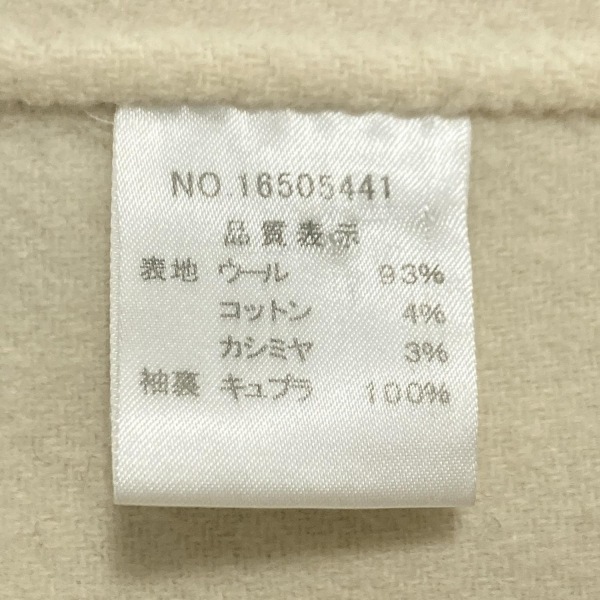 NO.16505441
品質表示
表地 ウール 93%
コットン 4%
カシミヤ 3%
袖裏 キュプラ 100%